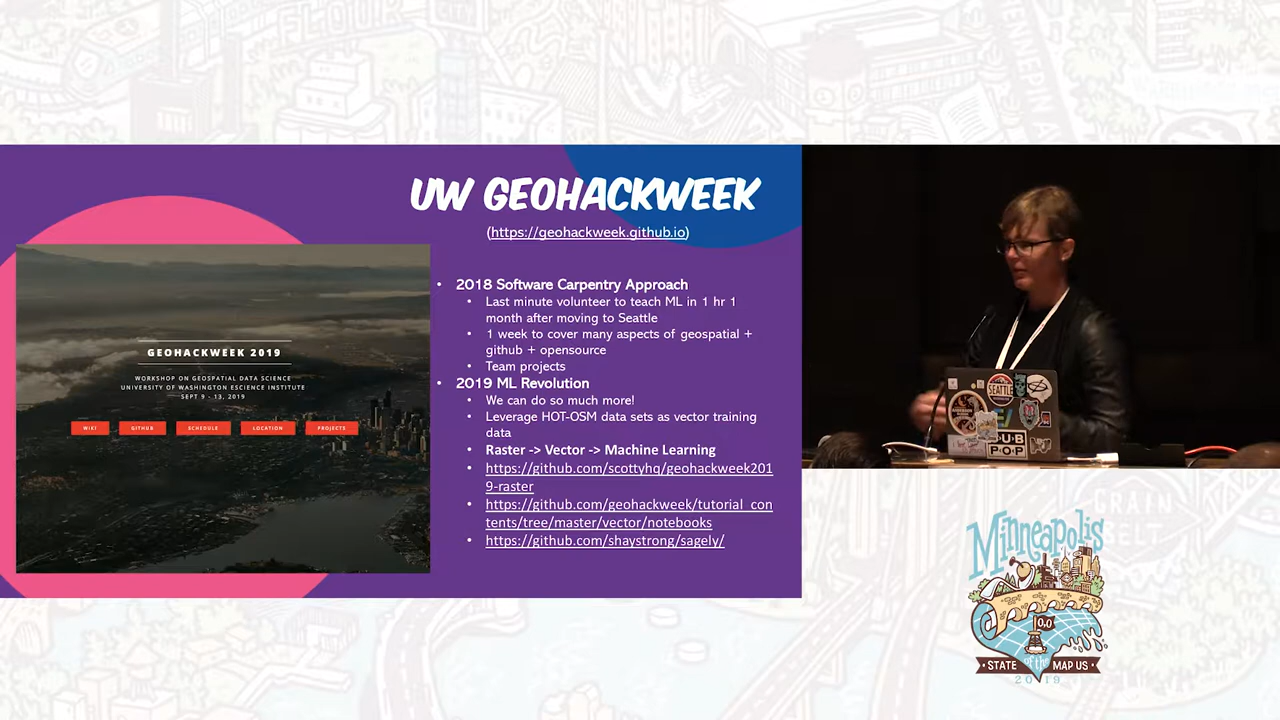 UW GEOHACKWEEK
(https://geohackweek.github.io)
GEOHACKWEEK 2019
WORKSHOP ON GEOSPATIAL DATA SCIENCE
UNIVERSITY OF WASHINGTON ESCIENCE INSTITUTE
SEPT 9 - 13, 2019
WIKI GITHUB SCHEDULE LOCATION PROJECTS
• 2018 Software Carpentry Approach
• Last minute volunteer to teach ML in 1 hr 1
month after moving to Seattle
• 1 week to cover many aspects of geospatial +
github + opensource
• Team projects
• 2019 ML Revolution
• We can do so much more!
• Leverage HOT-OSM data sets as vector training
data
• Raster -> Vector -> Machine Learning
• https://github.com/scottyhq/geohackweek201
9-raster
• https://github.com/geohackweek/tutorial_con
tents/tree/master/vector/notebooks
• https://github.com/shaystrong/sagely/
SEATTLE
SUB
POP
GRAIN
BELT
Minneapolis
0,0
STATE of the MAP US
2019